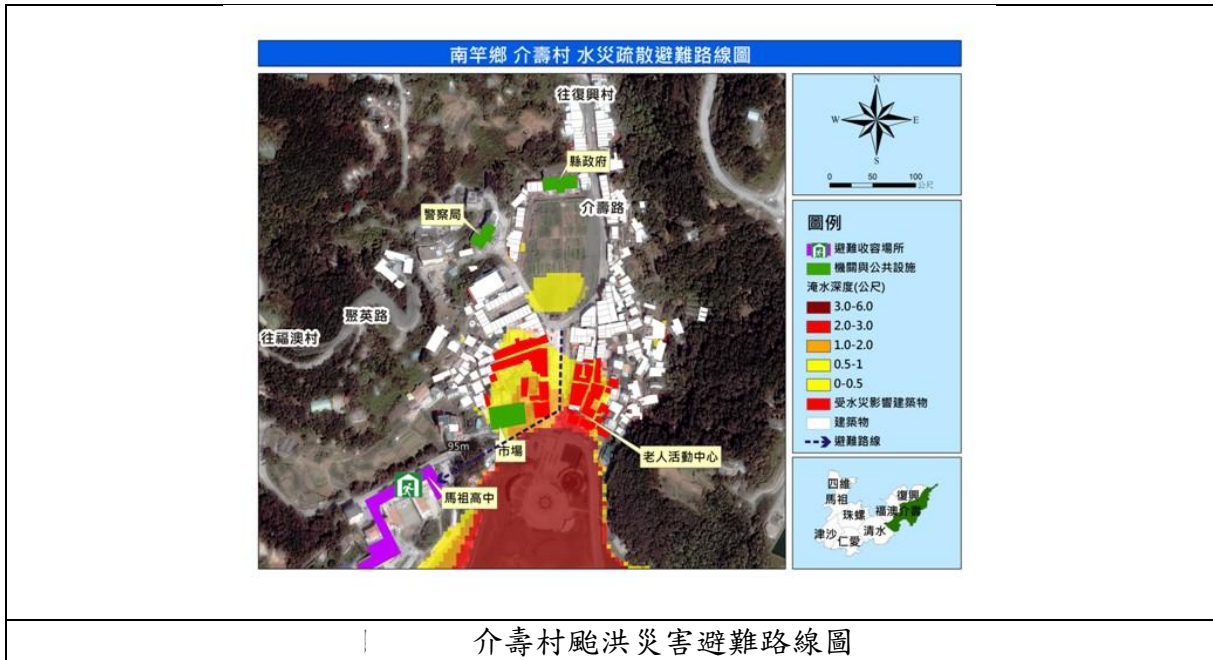 南竿鄉 介壽村 水災疏散避難路線圖
往復興村
縣政府
介壽路
警察局
聚英路
往福澳村
95m
市場
老人活動中心
馬祖高中
N
W
E
S
0 50 100
公尺
圖例
避難收容場所
機關與公共設施
淹水深度(公尺)
3.0-6.0
2.0-3.0
1.0-2.0
0.5-1
0-0.5
受水災影響建築物
建築物
避難路線
四維
馬祖
復興
珠螺
福澳
介壽
津沙
仁愛
清水
介壽村颱洪災害避難路線圖